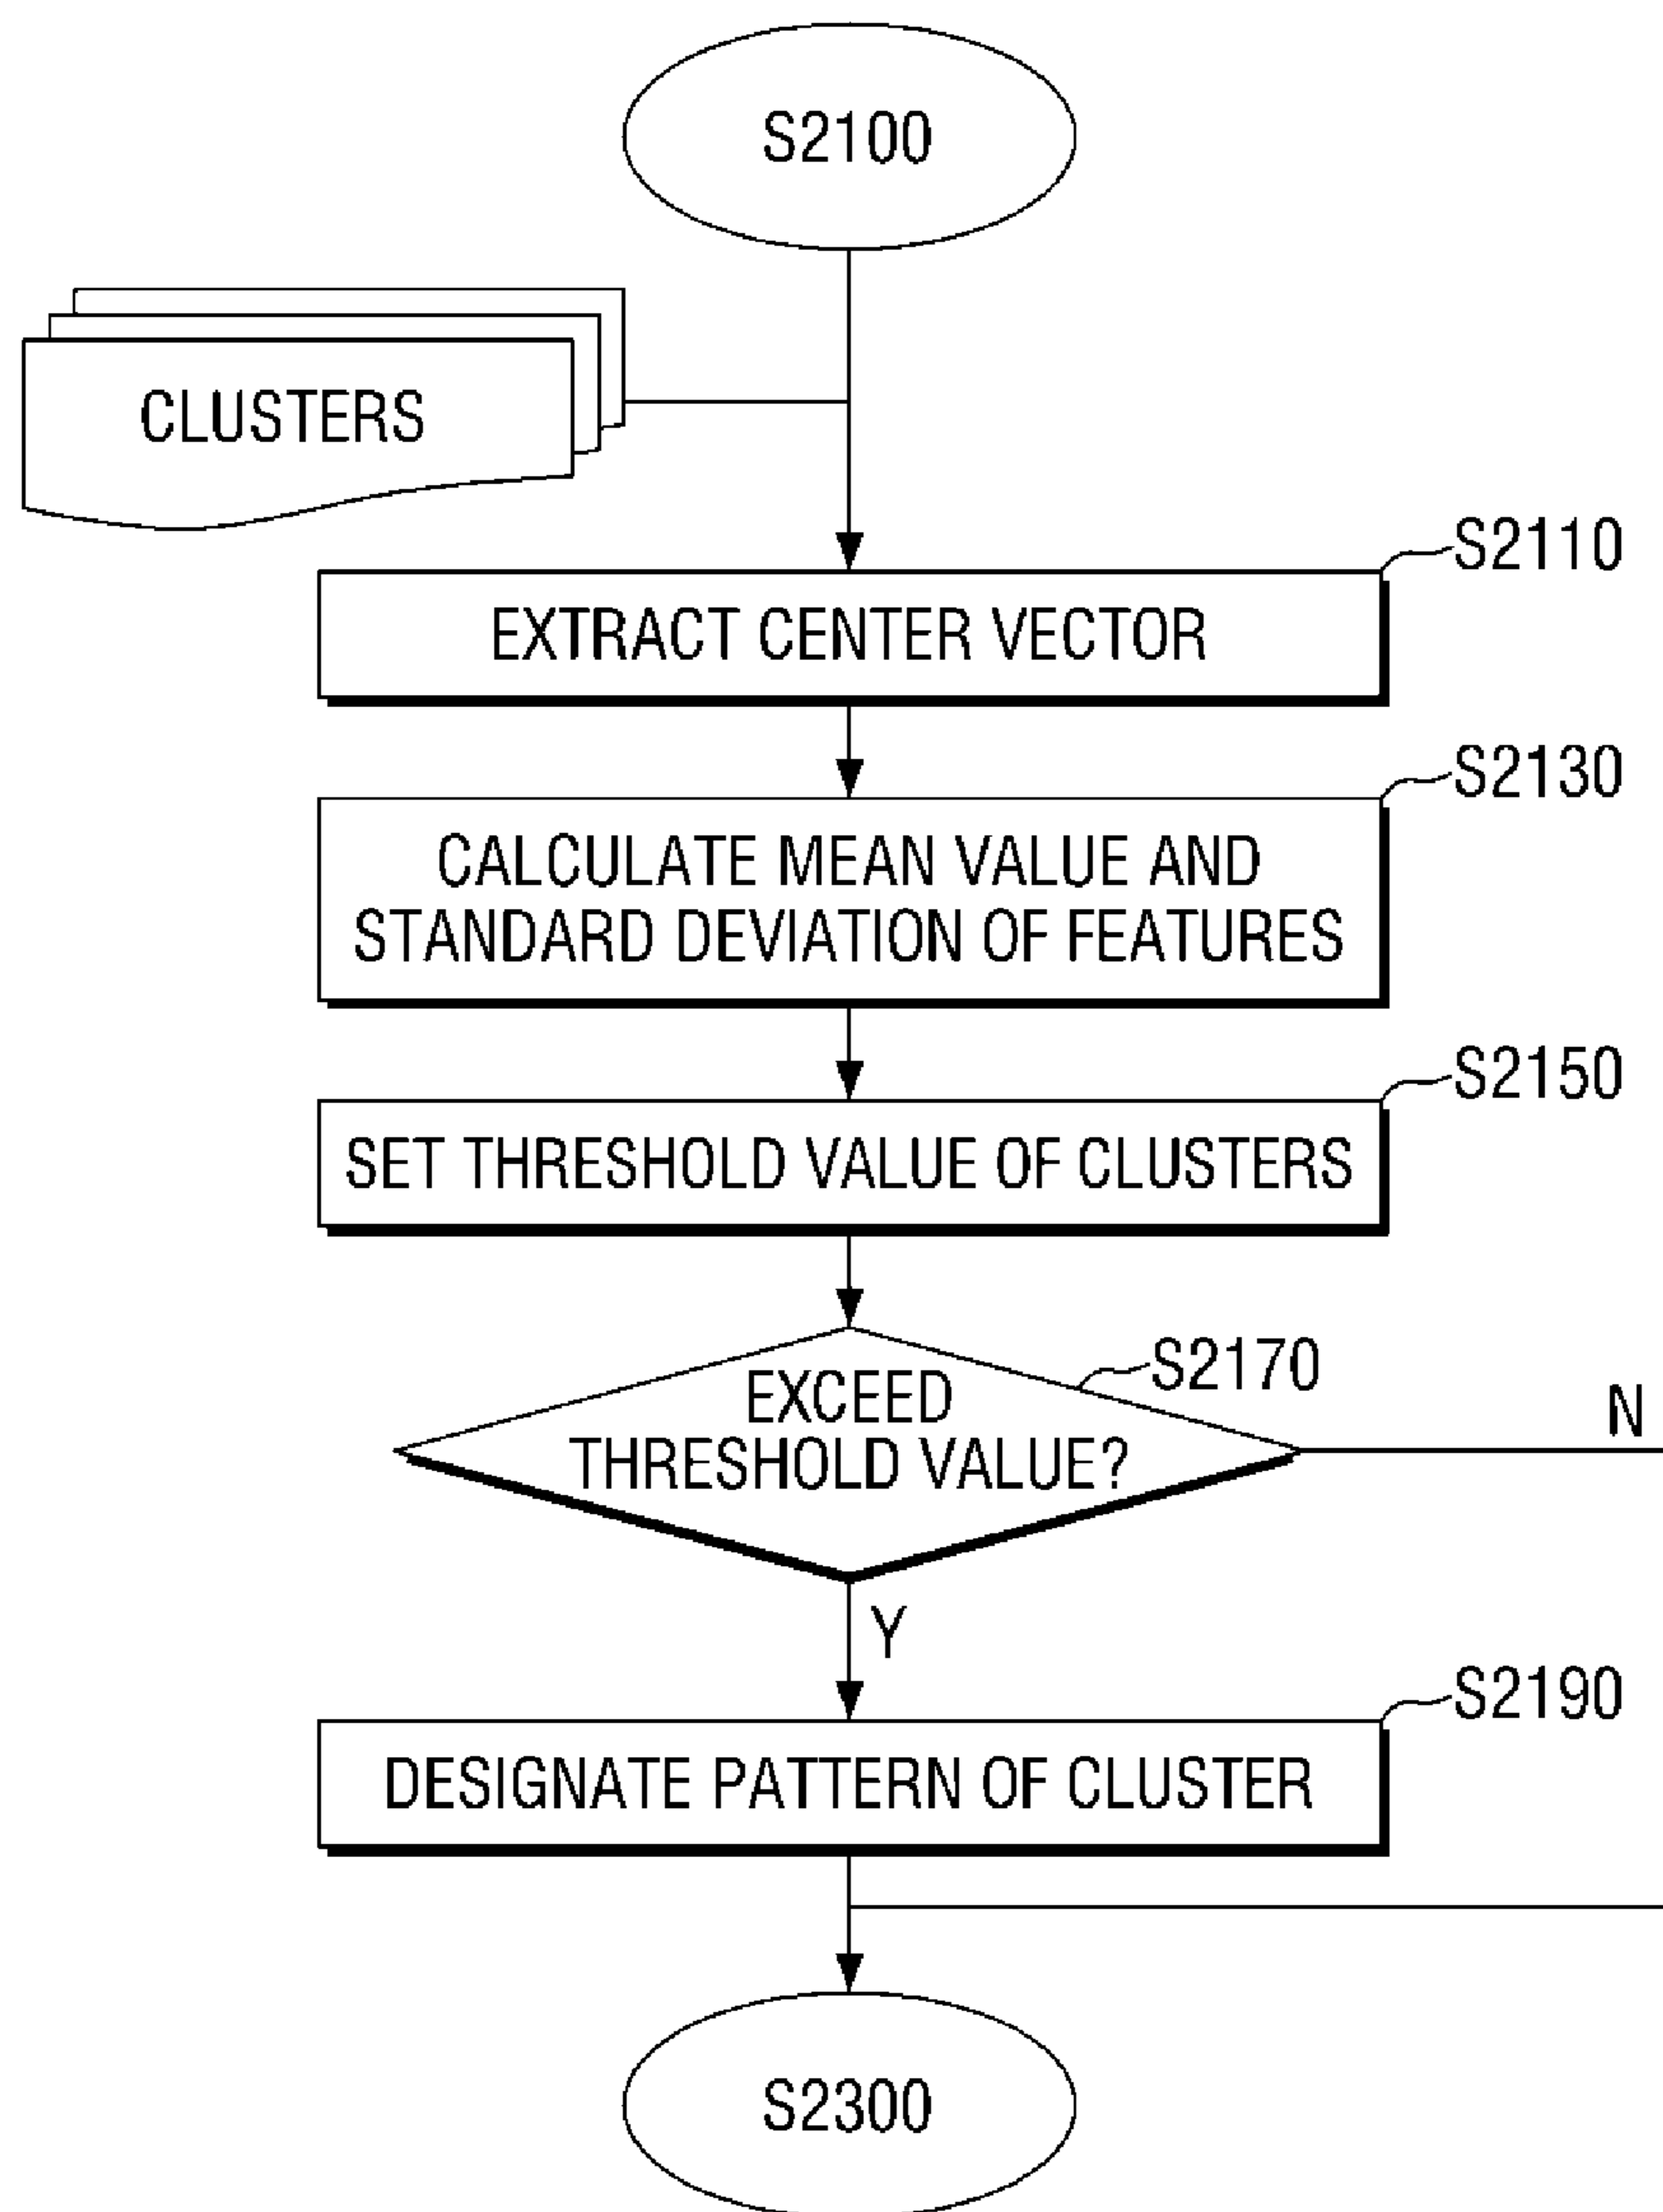 S2100
CLUSTERS
S2110
EXTRACT CENTER VECTOR
S2130
CALCULATE MEAN VALUE AND
STANDARD DEVIATION OF FEATURES
S2150
SET THRESHOLD VALUE OF CLUSTERS
S2170
EXCEED
THRESHOLD VALUE?
N
Y
S2190
DESIGNATE PATTERN OF CLUSTER
S2300